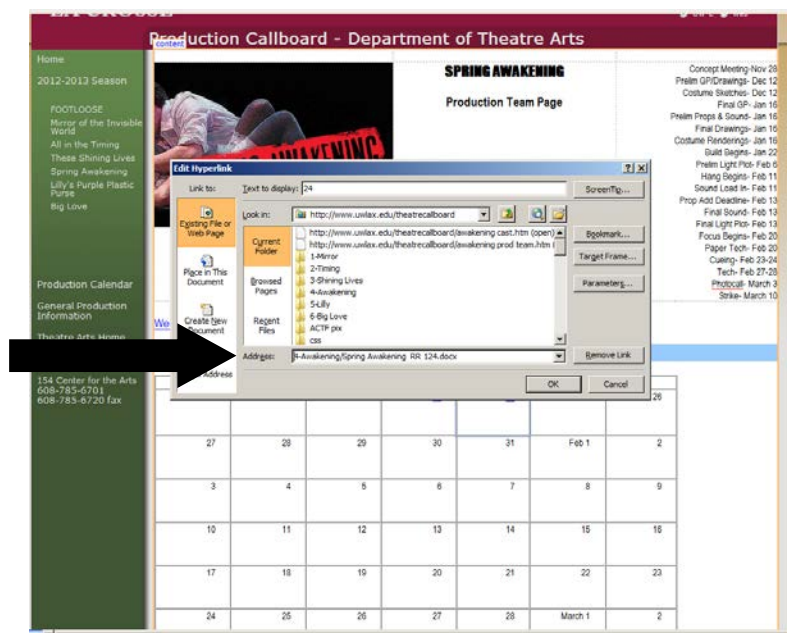 Production Callboard - Department of Theatre Arts
content
Home
2012-2013 Season
FOOTLOOSE
Mirror of the Invisible
World
All in the Timing
These Shining Lives
Spring Awakening
Lilly's Purple Plastic
Purse
Big Love
Production Calendar
General Production
Information
Theatre Arts Home
154 Center for the Arts
608-785-6701
608-785-6720 fax
SPRING AWAKENING
Production Team Page
Concept Meeting-Nov 28
Prelim GP/Drawings- Dec 12
Costume Sketches- Dec 12
Final GP- Jan 16
Prelim Props & Sound- Jan 16
Final Drawings- Jan 16
Costume Renderings- Jan 16
Build Begins- Jan 22
Prelim Light Plot- Feb 6
Hang Begins- Feb 11
Sound Load In- Feb 11
Prop Add Deadline- Feb 13
Final Sound- Feb 13
Final Light Plot- Feb 13
Focus Begins- Feb 20
Paper Tech- Feb 20
Cueing- Feb 23-24
Tech- Feb 27-28
Photocall- March 3
Strike- March 10
Edit Hyperlink
Link to:
Text to display: 24
ScreenTip...
Existing File or
Web Page
Place in This
Document
Create New
Document
Address
Look in: http://www.uwlax.edu/theatrecallboard
Current
Folder
Browsed
Pages
Recent
Files
http://www.uwlax.edu/theatrecallboard/awakening cast.htm (open)
http://www.uwlax.edu/theatrecallboard/awakening prod team.htm (
1-Mirror
2-Timing
3-Shining Lives
4-Awakening
5-Lilly
6-Big Love
ACTF pix
css
Bookmark...
Target Frame...
Parameters...
Address: 4-Awakening/Spring Awakening RR 124.docx
Remove Link
OK Cancel
26
27 28 29 30 31 Feb 1 2
3 4 5 6 7 8 9
10 11 12 13 14 15 16
17 18 19 20 21 22 23
24 25 26 27 28 March 1 2